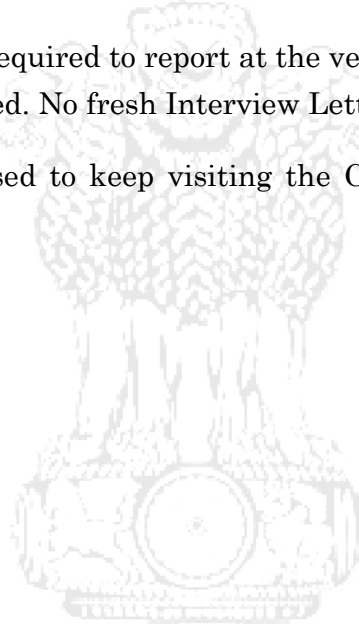 equired to report at the ve
ed. No fresh Interview Lett
sed to keep visiting the C